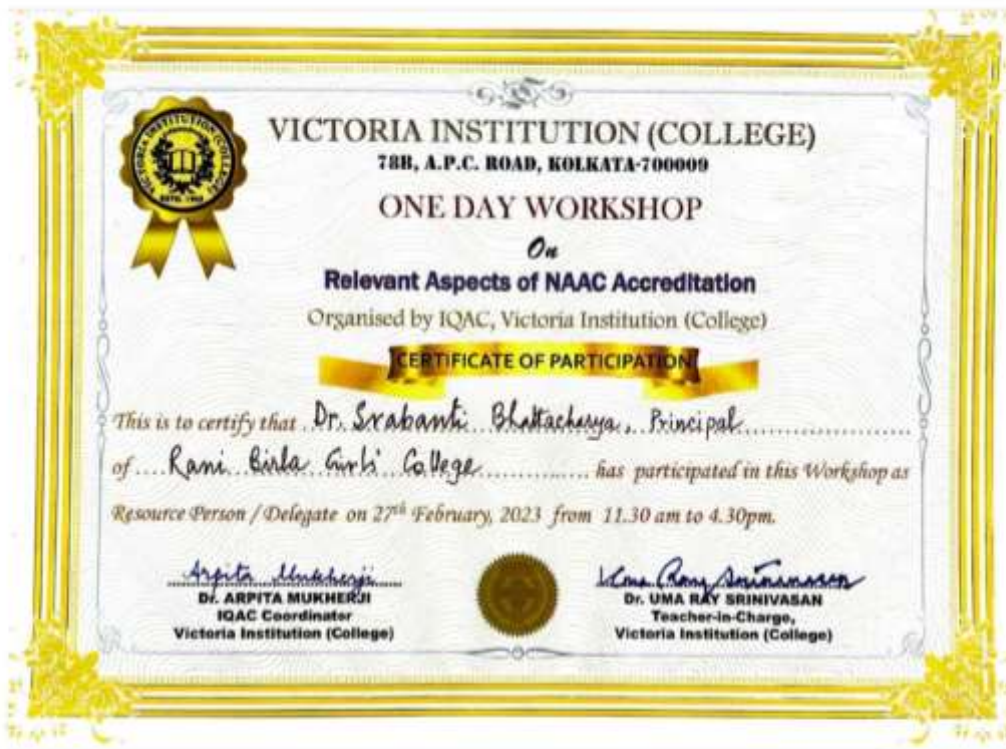 VICTORIA INSTITUTION (COLLEGE)
78B, A.P.C. ROAD, KOLKATA-700009
ONE DAY WORKSHOP
On
Relevant Aspects of NAAC Accreditation
Organised by IQAC, Victoria Institution (College)
CERTIFICATE OF PARTICIPATION
This is to certify that Dr. Srabanti Bhattacharya, Principal
of Rani Birla Girls' College has participated in this Workshop as
Resource Person / Delegate on 27th February, 2023 from 11.30 am to 4.30pm.
Arpita Mukherji
Dr. ARPITA MUKHERJI
IQAC Coordinator
Victoria Institution (College)
Uma Ray Srinivasan
Dr. UMA RAY SRINIVASAN
Teacher-in-Charge,
Victoria Institution (College)
VICTORIA INSTITUTION (COLLEGE)